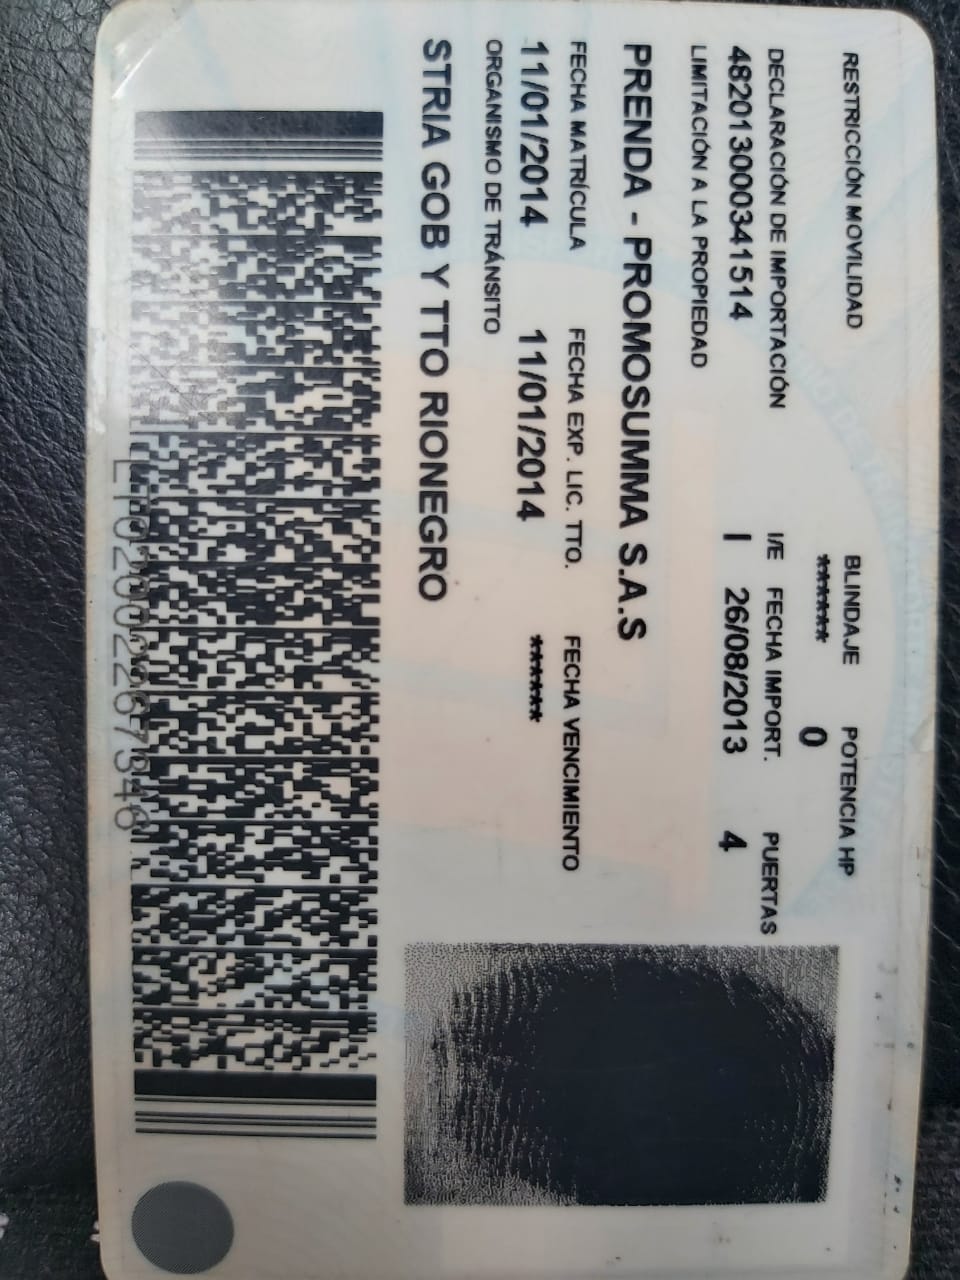 RESTRICCIÓN MOVILIDAD BLINDAJE POTENCIA HP
***** 0
DECLARACIÓN DE IMPORTACIÓN I/E FECHA IMPORT. PUERTAS
482013000341514 I 26/08/2013 4
LIMITACIÓN A LA PROPIEDAD
PRENDA - PROMOSUMMA S.A.S
FECHA MATRÍCULA FECHA EXP. LIC. TTO. FECHA VENCIMIENTO
11/01/2014 11/01/2014 *****
ORGANISMO DE TRÁNSITO
STRIA GOB Y TTO RIONEGRO